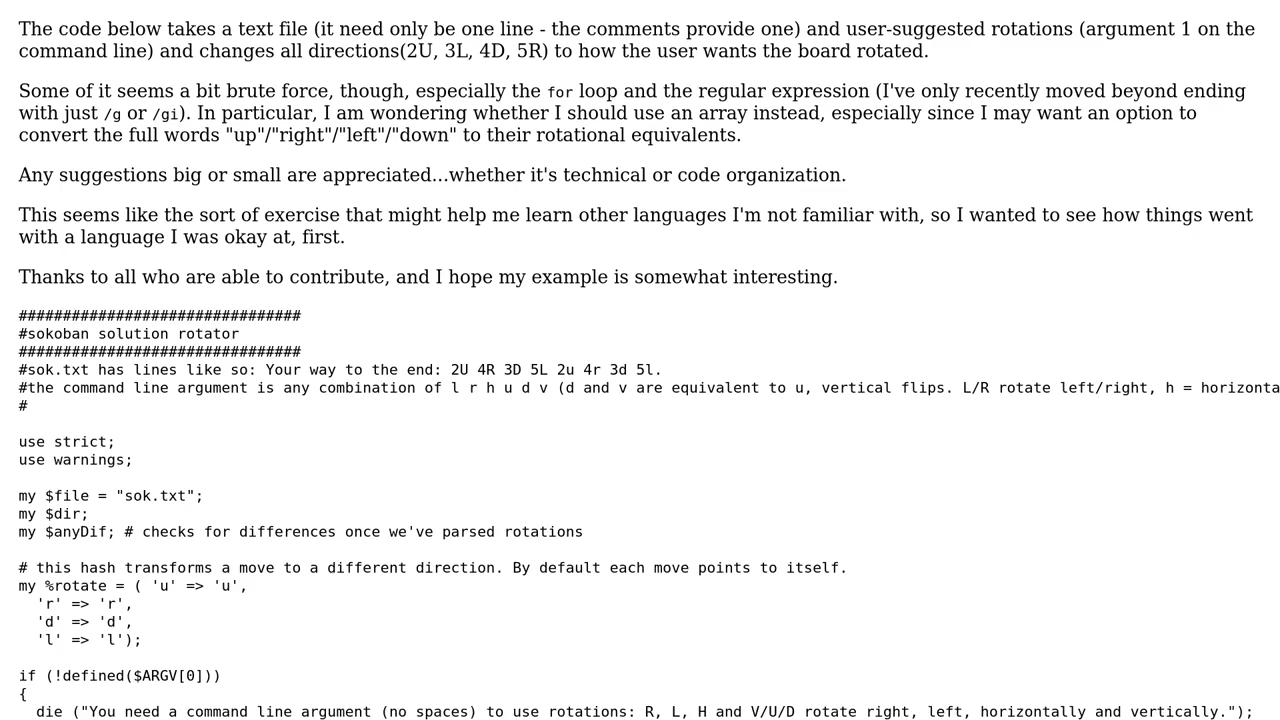 The code below takes a text file (it need only be one line - the comments provide one) and user-suggested rotations (argument 1 on the
command line) and changes all directions(2U, 3L, 4D, 5R) to how the user wants the board rotated.
Some of it seems a bit brute force, though, especially the for loop and the regular expression (I've only recently moved beyond ending
with just /g or /gi). In particular, I am wondering whether I should use an array instead, especially since I may want an option to
convert the full words "up"/"right"/"left"/"down" to their rotational equivalents.
Any suggestions big or small are appreciated...whether it's technical or code organization.
This seems like the sort of exercise that might help me learn other languages I'm not familiar with, so I wanted to see how things went
with a language I was okay at, first.
Thanks to all who are able to contribute, and I hope my example is somewhat interesting.
################################
#sokoban solution rotator
################################
#sok.txt has lines like so: Your way to the end: 2U 4R 3D 5L 2u 4r 3d 5l.
#the command line argument is any combination of l r h u d v (d and v are equivalent to u, vertical flips. L/R rotate left/right, h = horizonta
#
use strict;
use warnings;
my $file = "sok.txt";
my $dir;
my $anyDif; # checks for differences once we've parsed rotations
# this hash transforms a move to a different direction. By default each move points to itself.
my %rotate = ( 'u' => 'u',
  'r' => 'r',
  'd' => 'd',
  'l' => 'l');
if (!defined($ARGV[0]))
{
  die ("You need a command line argument (no spaces) to use rotations: R, L, H and V/U/D rotate right, left, horizontally and vertically.");